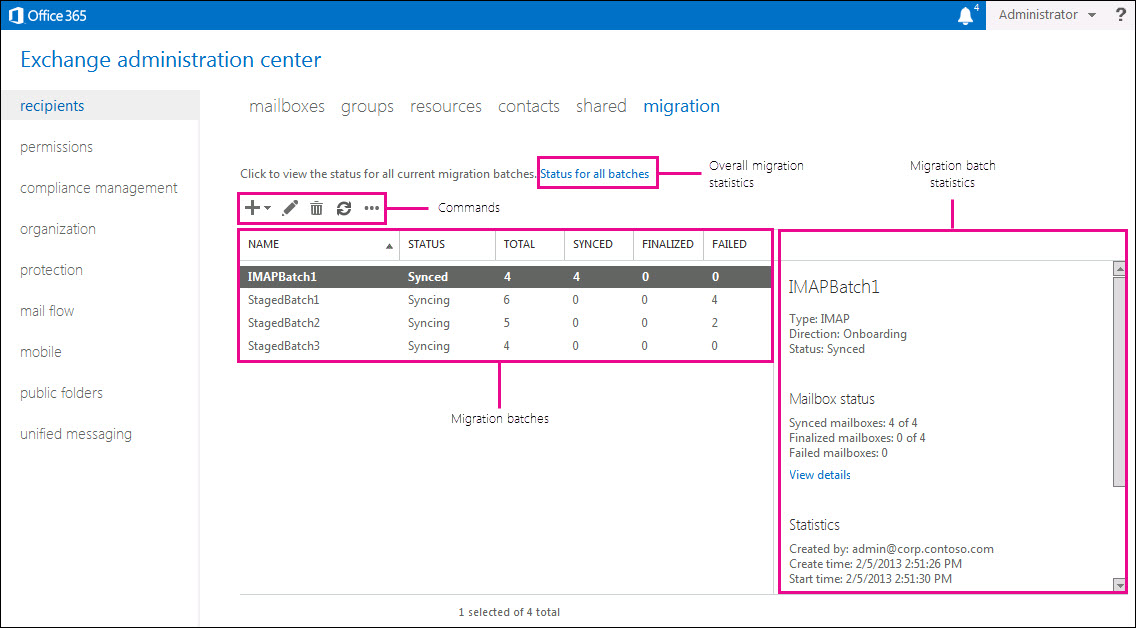 Office 365
4
Administrator
?
Exchange administration center
recipients
permissions
compliance management
organization
protection
mail flow
mobile
public folders
unified messaging
mailboxes groups resources contacts shared migration
Click to view the status for all current migration batches. Status for all batches
Overall migration
statistics
Migration batch
statistics
Commands
NAME STATUS TOTAL SYNCED FINALIZED FAILED
IMAPBatch1 Synced 4 4 0 0
StagedBatch1 Syncing 6 0 0 4
StagedBatch2 Syncing 5 0 0 2
StagedBatch3 Syncing 4 0 0 0
Migration batches
IMAPBatch1
Type: IMAP
Direction: Onboarding
Status: Synced
Mailbox status
Synced mailboxes: 4 of 4
Finalized mailboxes: 0 of 4
Failed mailboxes: 0
View details
Statistics
Created by: admin@corp.contoso.com
Create time: 2/5/2013 2:51:26 PM
Start time: 2/5/2013 2:51:30 PM
1 selected of 4 total